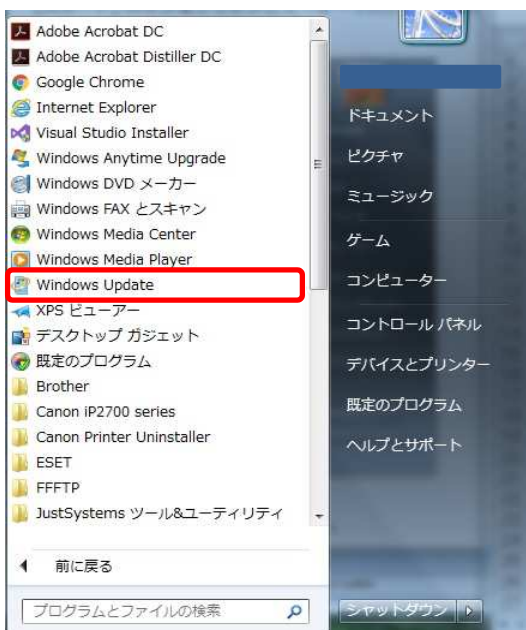 Adobe Acrobat DC
Adobe Acrobat Distiller DC
Google Chrome
Internet Explorer
Visual Studio Installer
Windows Anytime Upgrade
Windows DVD メーカー
Windows FAX とスキャン
Windows Media Center
Windows Media Player
Windows Update
XPS ビューアー
デスクトップ ガジェット
既定のプログラム
Brother
Canon iP2700 series
Canon Printer Uninstaller
ESET
FFFTP
JustSystems ツール&ユーティリティ
前に戻る
プログラムとファイルの検索
ドキュメント
ピクチャ
ミュージック
ゲーム
コンピューター
コントロール パネル
デバイスとプリンター
既定のプログラム
ヘルプとサポート
シャットダウン